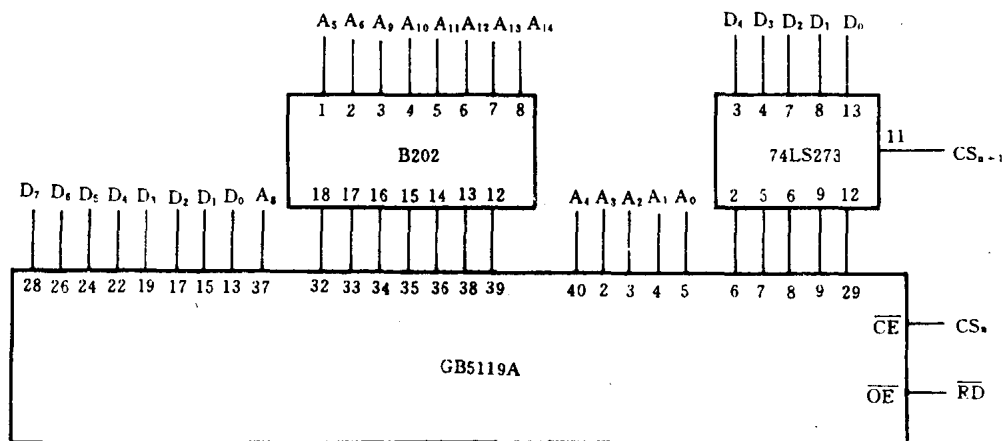 A₅ A₆ A₉ A₁₀ A₁₁ A₁₂ A₁₃ A₁₄
D₄ D₃ D₂ D₁ D₀
1 2 3 4 5 6 7 8
3 4 7 8 13
B202
74LS273
11
CSₙ₊₁
18 17 16 15 14 13 12
2 5 6 9 12
D₇ D₆ D₅ D₄ D₃ D₂ D₁ D₀ A₈
A₄ A₃ A₂ A₁ A₀
28 26 24 22 19 17 15 13 37 32 33 34 35 36 38 39 40 2 3 4 5 6 7 8 9 29
C̅E̅ CSₙ
GB5119A
O̅E̅ R̅D̅